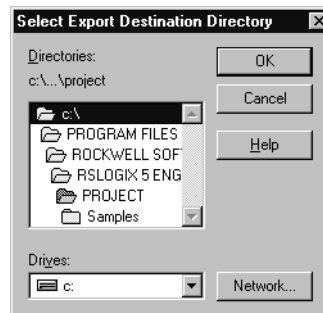 Select Export Destination Directory
Directories:
c:\...\project
c:\
PROGRAM FILES
ROCKWELL SOF
RSLOGIX 5 ENG
PROJECT
Samples
Drives:
c:
OK
Cancel
Help
Network...